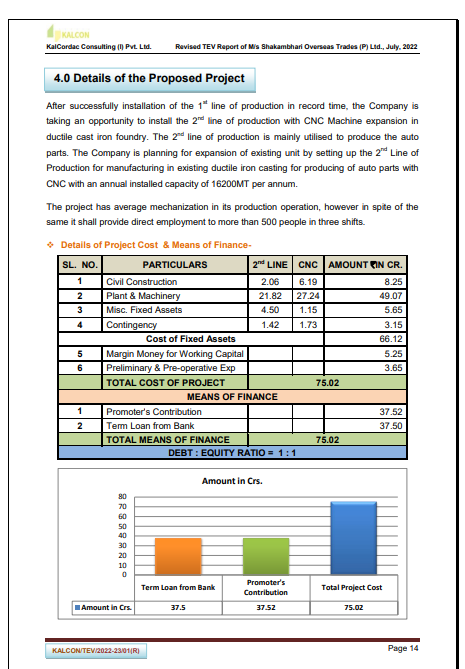 KALCON
KalCordac Consulting (I) Pvt. Ltd. Revised TEV Report of M/s Shakambhari Overseas Trades (P) Ltd., July, 2022
4.0 Details of the Proposed Project
After successfully installation of the 1st line of production in record time, the Company is
taking an opportunity to install the 2nd line of production with CNC Machine expansion in
ductile cast iron foundry. The 2nd line of production is mainly utilised to produce the auto
parts. The Company is planning for expansion of existing unit by setting up the 2nd Line of
Production for manufacturing in existing ductile iron casting for producing of auto parts with
CNC with an annual installed capacity of 16200MT per annum.
The project has average mechanization in its production operation, however in spite of the
same it shall provide direct employment to more than 500 people in three shifts.
❖ Details of Project Cost & Means of Finance-
SL. NO. PARTICULARS 2nd LINE CNC AMOUNT IN CR.
1 Civil Construction 2.06 6.19 8.25
2 Plant & Machinery 21.82 27.24 49.07
3 Misc. Fixed Assets 4.50 1.15 5.65
4 Contingency 1.42 1.73 3.15
Cost of Fixed Assets 66.12
5 Margin Money for Working Capital 5.25
6 Preliminary & Pre-operative Exp 3.65
TOTAL COST OF PROJECT 75.02
MEANS OF FINANCE
1 Promoter's Contribution 37.52
2 Term Loan from Bank 37.50
TOTAL MEANS OF FINANCE 75.02
DEBT : EQUITY RATIO = 1 : 1
Amount in Crs.
80
70
60
50
40
30
20
10
0
Term Loan from Bank Promoter's Contribution Total Project Cost
Amount in Crs. 37.5 37.52 75.02
KALCON/TEV/2022-23/01(R) Page 14